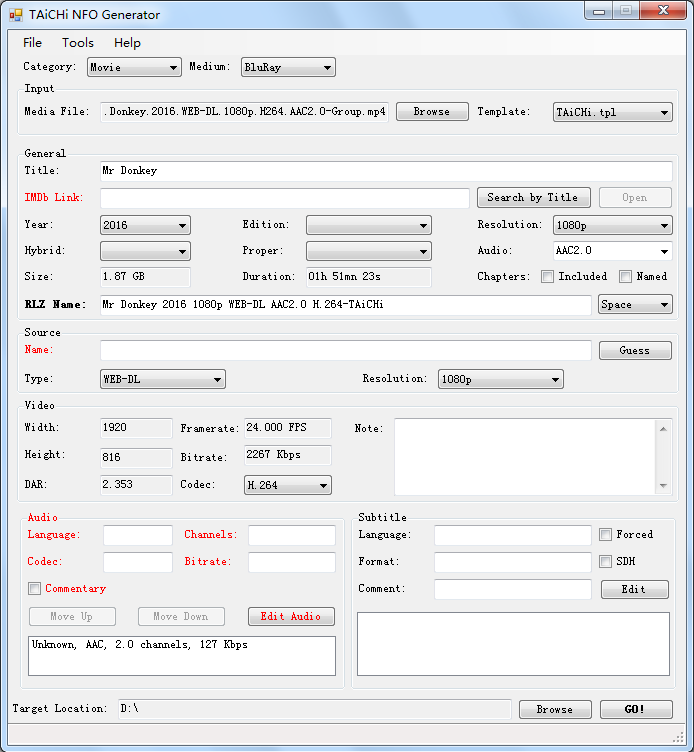 TAiCHi NFO Generator
File Tools Help
Category: Movie Medium: BluRay
Input
Media File: .Donkey.2016.WEB-DL.1080p.H264.AAC2.0-Group.mp4 Browse Template: TAiCHi.tpl
General
Title: Mr Donkey
IMDb Link: Search by Title Open
Year: 2016 Edition: Resolution: 1080p
Hybrid: Proper: Audio: AAC2.0
Size: 1.87 GB Duration: 01h 51mn 23s Chapters: Included Named
RLZ Name: Mr Donkey 2016 1080p WEB-DL AAC2.0 H.264-TAiCHi Space
Source
Name: Guess
Type: WEB-DL Resolution: 1080p
Video
Width: 1920 Framerate: 24.000 FPS Note:
Height: 816 Bitrate: 2267 Kbps
DAR: 2.353 Codec: H.264
Audio Subtitle
Language: Channels: Language: Forced
Codec: Bitrate: Format: SDH
Commentary Comment: Edit
Move Up Move Down Edit Audio
Unknown, AAC, 2.0 channels, 127 Kbps
Target Location: D:\ Browse GO!